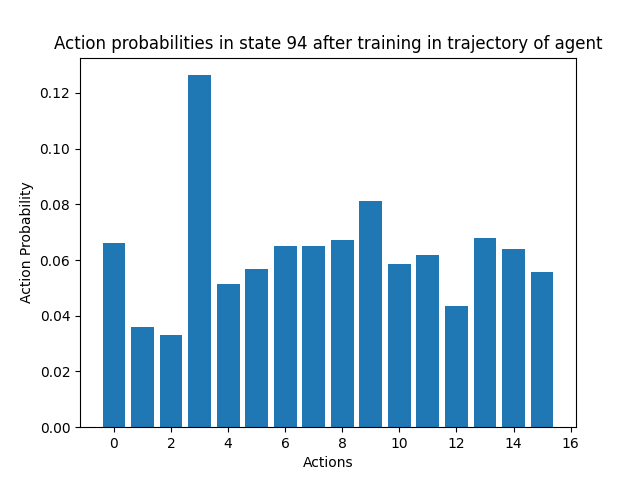 Action probabilities in state 94 after training in trajectory of agent
0.12
0.10
0.08
0.06
0.04
0.02
0.00
Action Probability
0 2 4 6 8 10 12 14 16
Actions